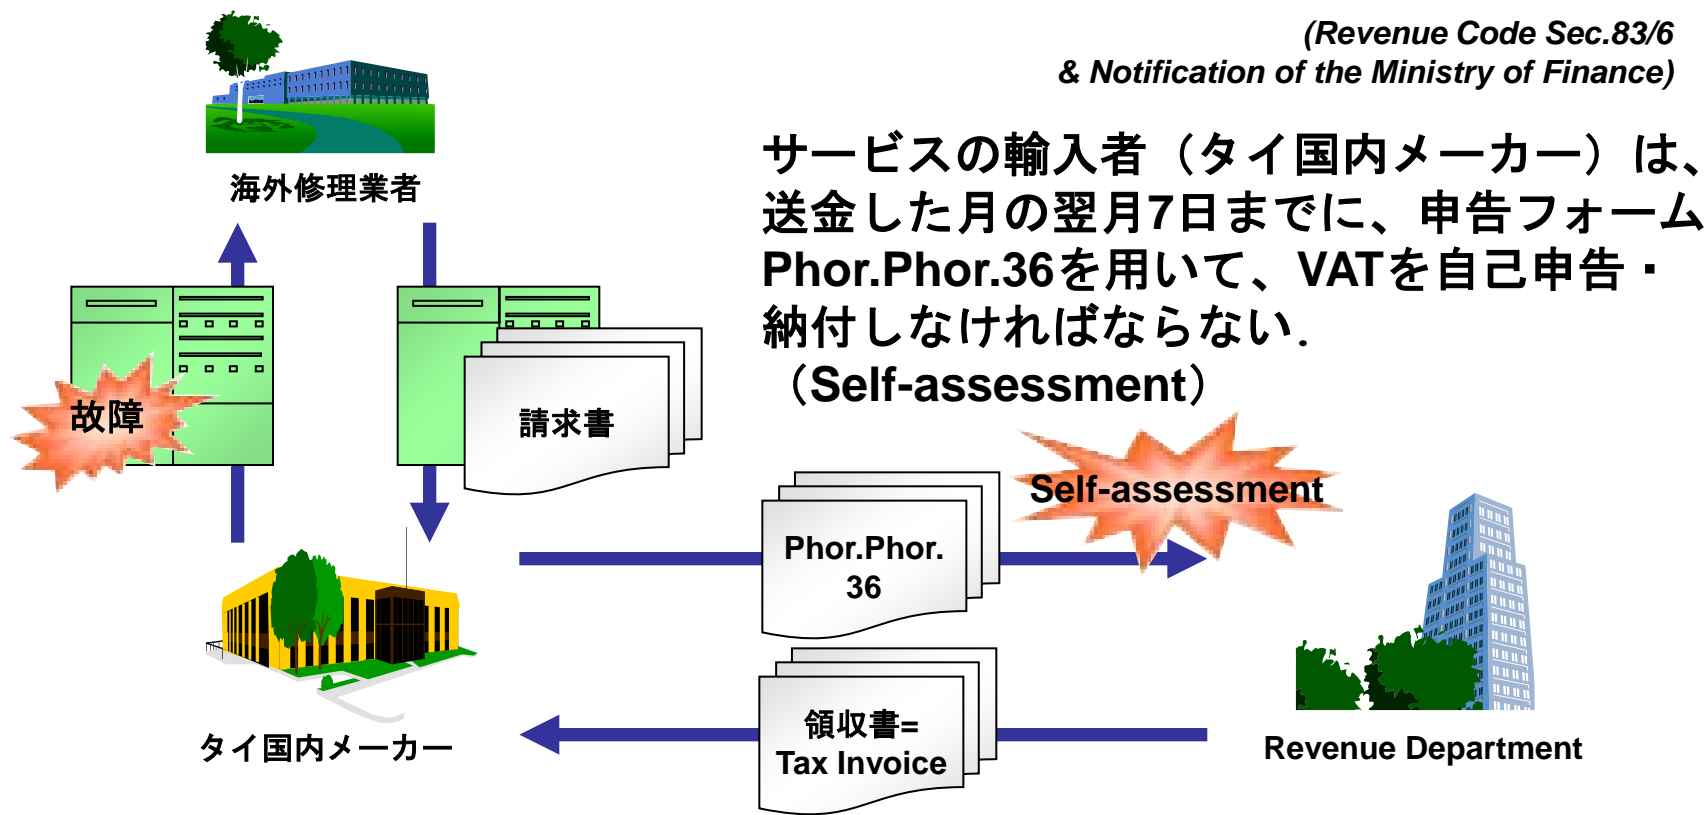 (Revenue Code Sec.83/6
& Notification of the Ministry of Finance)
サービスの輸入者（タイ国内メーカー）は、
送金した月の翌月7日までに、申告フォーム
Phor.Phor.36を用いて、VATを自己申告・
納付しなければならない.
（Self-assessment）
海外修理業者
故障
請求書
Self-assessment
Phor.Phor.
36
領収書=
Tax Invoice
タイ国内メーカー
Revenue Department